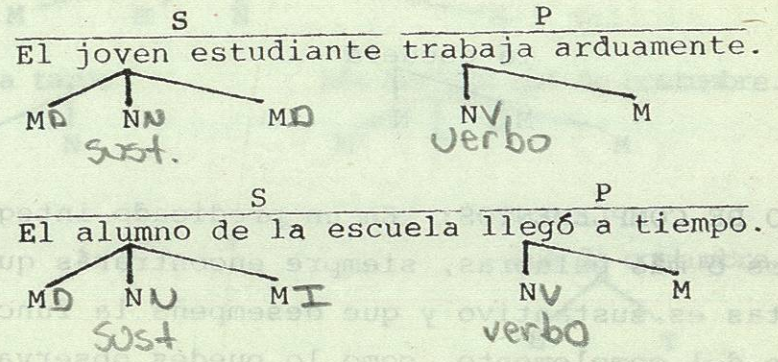 S P
El joven estudiante trabaja arduamente.
MD NN MD NV M
sust. verbo
S P
El alumno de la escuela llegó a tiempo.
MD NN MI NV M
sust verbo